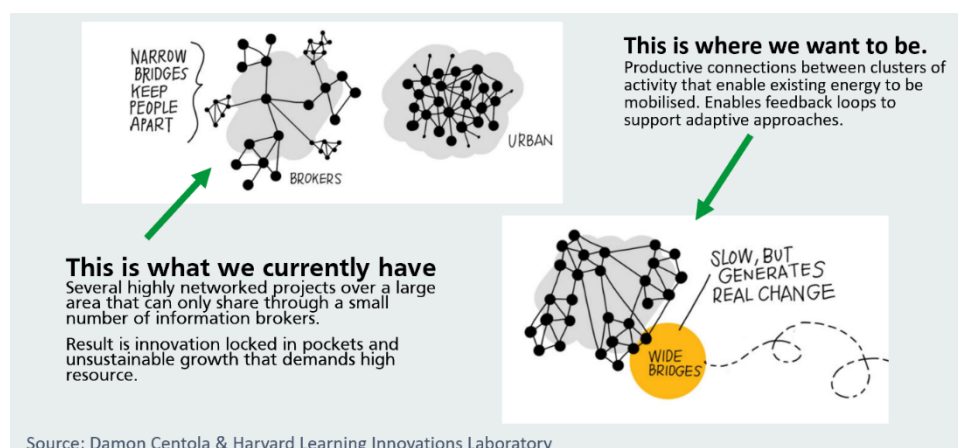 NARROW
BRIDGES
KEEP
PEOPLE
APART
BROKERS
URBAN
This is where we want to be.
Productive connections between clusters of
activity that enable existing energy to be
mobilised. Enables feedback loops to
support adaptive approaches.
This is what we currently have
Several highly networked projects over a large
area that can only share through a small
number of information brokers.
Result is innovation locked in pockets and
unsustainable growth that demands high
resource.
SLOW, BUT
GENERATES
REAL CHANGE
WIDE
BRIDGES
Source: Damon Centola & Harvard Learning Innovations Laboratory